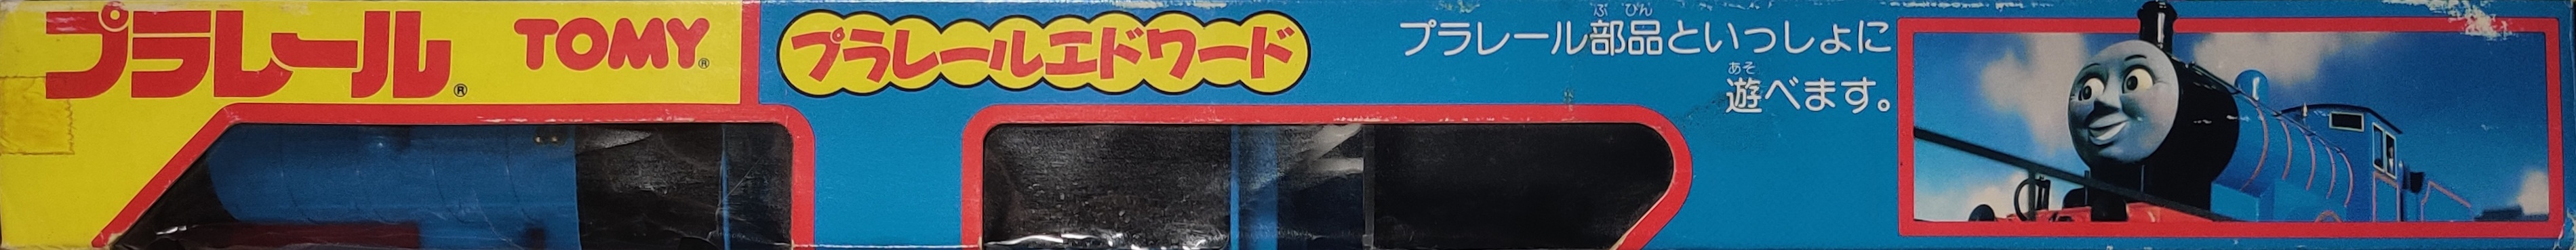 プラレール®
TOMY®
プラレールエドワード
プラレール部品といっしょに
ぶひん
遊べます。
あそ